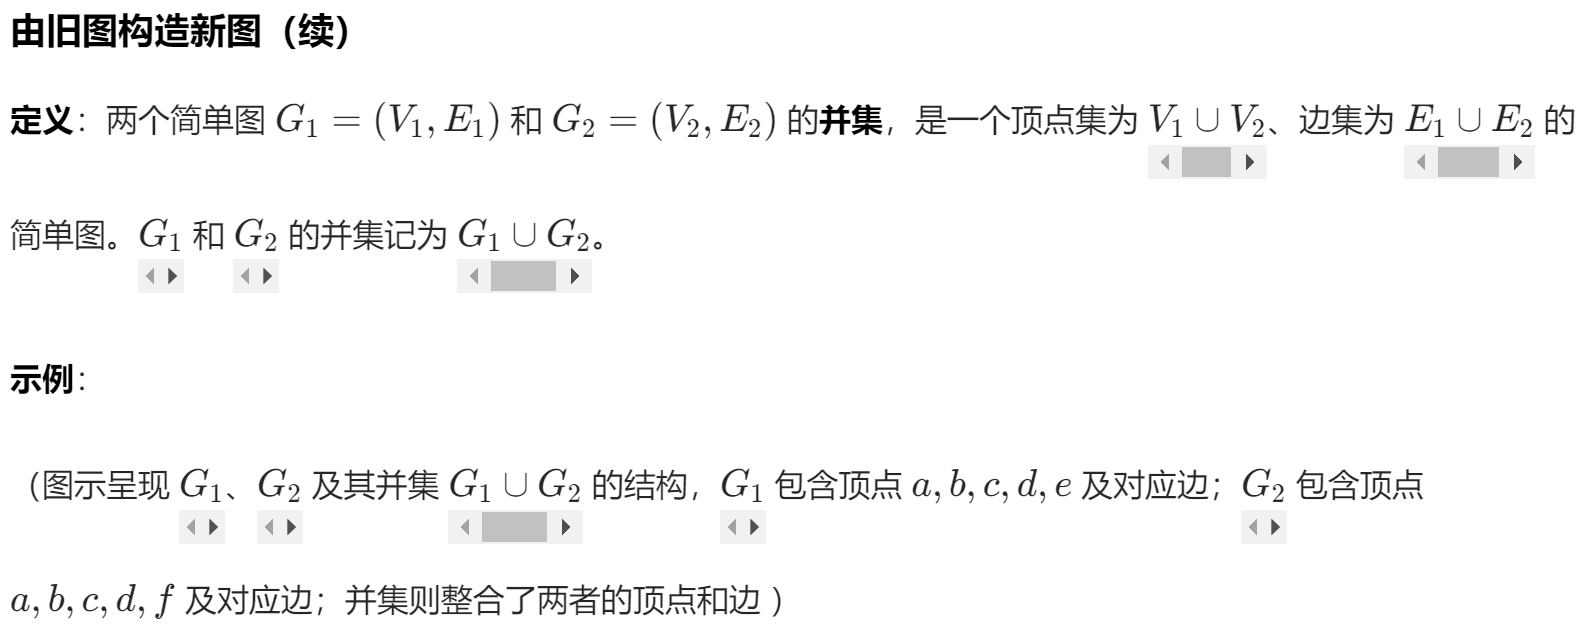 由旧图构造新图（续）
定义：两个简单图 G₁ = (V₁, E₁) 和 G₂ = (V₂, E₂) 的并集，是一个顶点集为 V₁ ∪ V₂、边集为 E₁ ∪ E₂ 的
简单图。G₁ 和 G₂ 的并集记为 G₁ ∪ G₂。
示例：
（图示呈现 G₁、G₂ 及其并集 G₁ ∪ G₂ 的结构，G₁ 包含顶点 a, b, c, d, e 及对应边；G₂ 包含顶点
a, b, c, d, f 及对应边；并集则整合了两者的顶点和边 ）